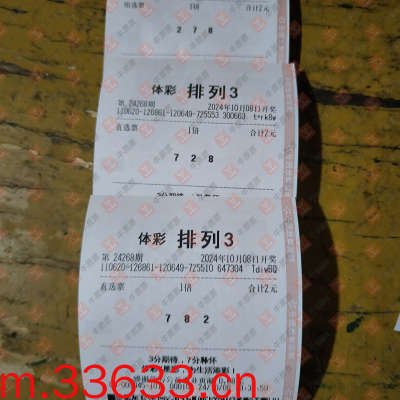 1倍 合计2元
2 7 8
体彩 排列3
第 24268期 2024年10月08日开奖
110620-126861-120649-725553 300663
直选票 1倍 合计2元
7 2 8
体彩 排列3
第 24268期 2024年10月08日开奖
110620-126861-120649-725510 647304 TdiwBQ
直选票 1倍 合计2元
7 8 2
3分期待，7分释怀
m.33633.cn